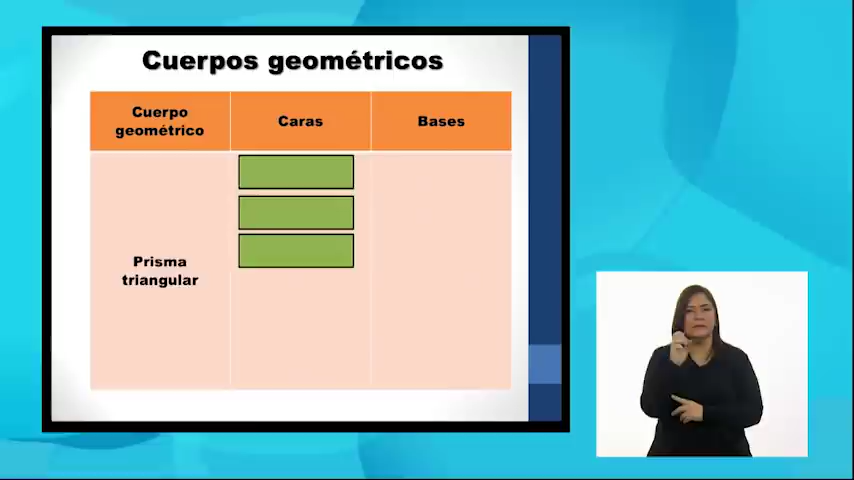 Cuerpos geométricos
Cuerpo
geométrico
Caras
Bases
Prisma
triangular